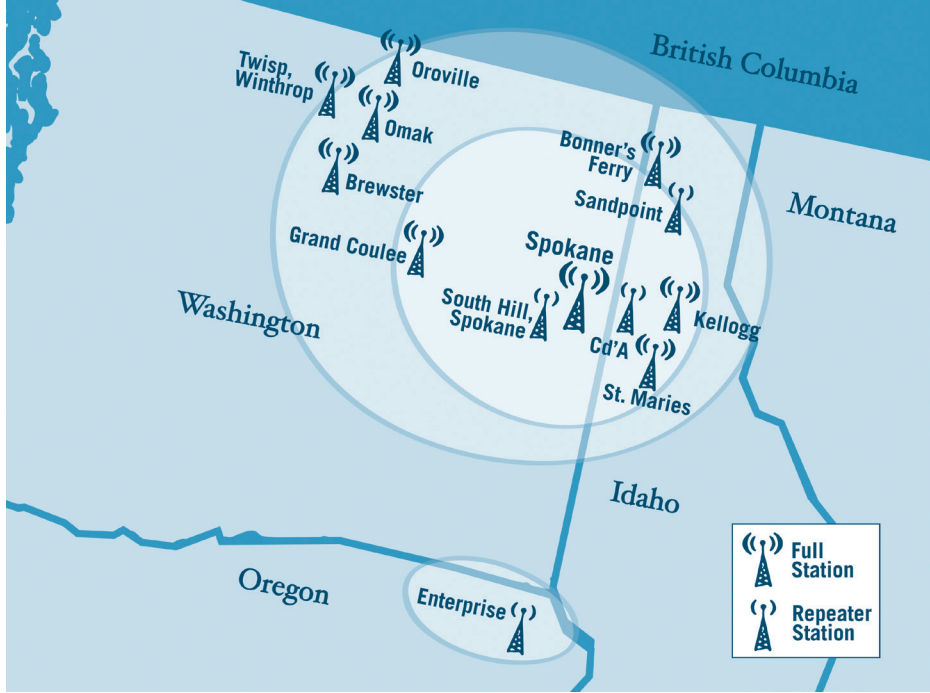 British Columbia
Twisp,
Winthrop
Oroville
Omak
Brewster
Bonner's
Ferry
Sandpoint
Montana
Grand Coulee
Spokane
Washington
South Hill,
Spokane
Cd'A
Kellogg
St. Maries
Idaho
Oregon
Enterprise
Full
Station
Repeater
Station